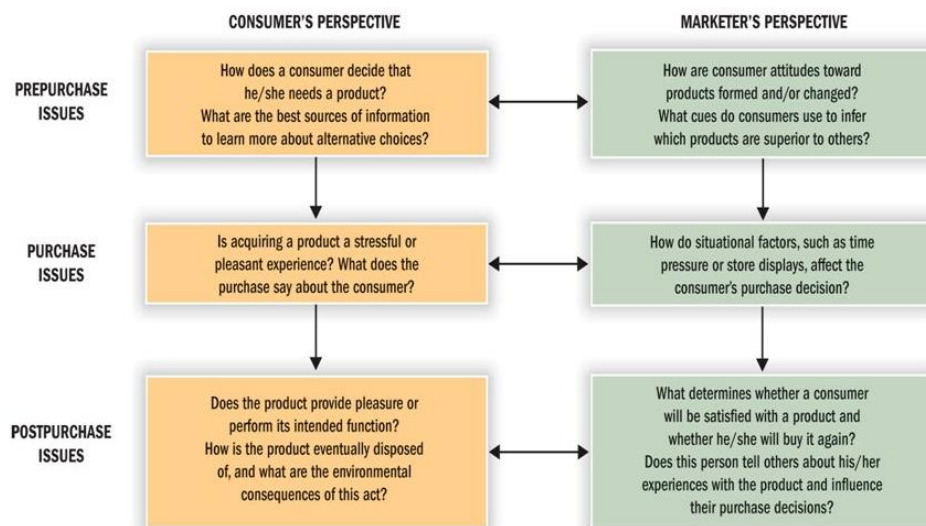 CONSUMER'S PERSPECTIVE
MARKETER'S PERSPECTIVE
PREPURCHASE
ISSUES
How does a consumer decide that
he/she needs a product?
What are the best sources of information
to learn more about alternative choices?
How are consumer attitudes toward
products formed and/or changed?
What cues do consumers use to infer
which products are superior to others?
PURCHASE
ISSUES
Is acquiring a product a stressful or
pleasant experience? What does the
purchase say about the consumer?
How do situational factors, such as time
pressure or store displays, affect the
consumer's purchase decision?
POSTPURCHASE
ISSUES
Does the product provide pleasure or
perform its intended function?
How is the product eventually disposed
of, and what are the environmental
consequences of this act?
What determines whether a consumer
will be satisfied with a product and
whether he/she will buy it again?
Does this person tell others about his/her
experiences with the product and influence
their purchase decisions?